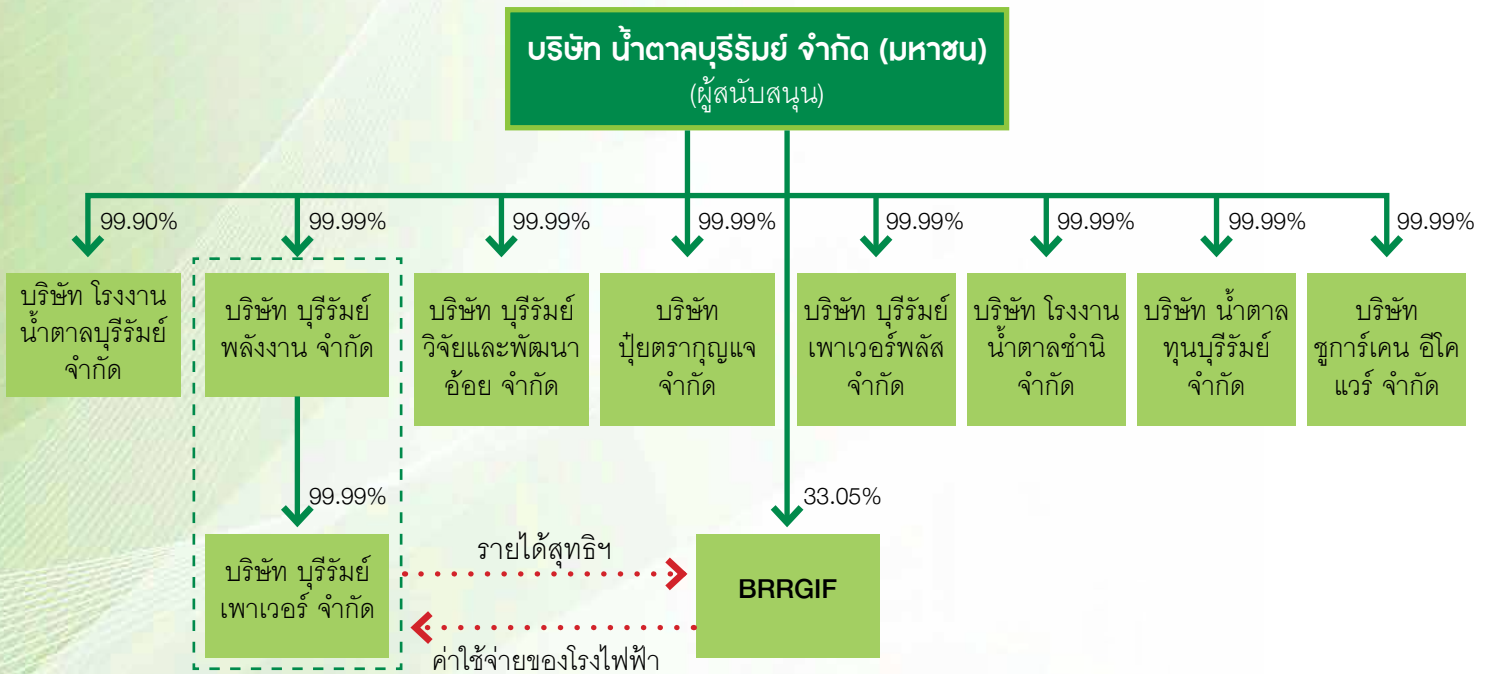 บริษัท น้ำตาลบุรีรัมย์ จำกัด (มหาชน)
(ผู้สนับสนุน)
99.90%
99.99%
99.99%
99.99%
99.99%
99.99%
99.99%
99.99%
บริษัท โรงงาน
น้ำตาลบุรีรัมย์
จำกัด
บริษัท บุรีรัมย์
พลังงาน จำกัด
บริษัท บุรีรัมย์
วิจัยและพัฒนา
อ้อย จำกัด
บริษัท
ปุ๋ยตรากุญแจ
จำกัด
บริษัท บุรีรัมย์
เพาเวอร์พลัส
จำกัด
บริษัท โรงงาน
น้ำตาลชำนิ
จำกัด
บริษัท น้ำตาล
ทุนบุรีรัมย์
จำกัด
บริษัท
ชูการ์เคน อีโค
แวร์ จำกัด
99.99%
33.05%
บริษัท บุรีรัมย์
เพาเวอร์ จำกัด
รายได้สุทธิฯ
BRRGIF
ค่าใช้จ่ายของโรงไฟฟ้า